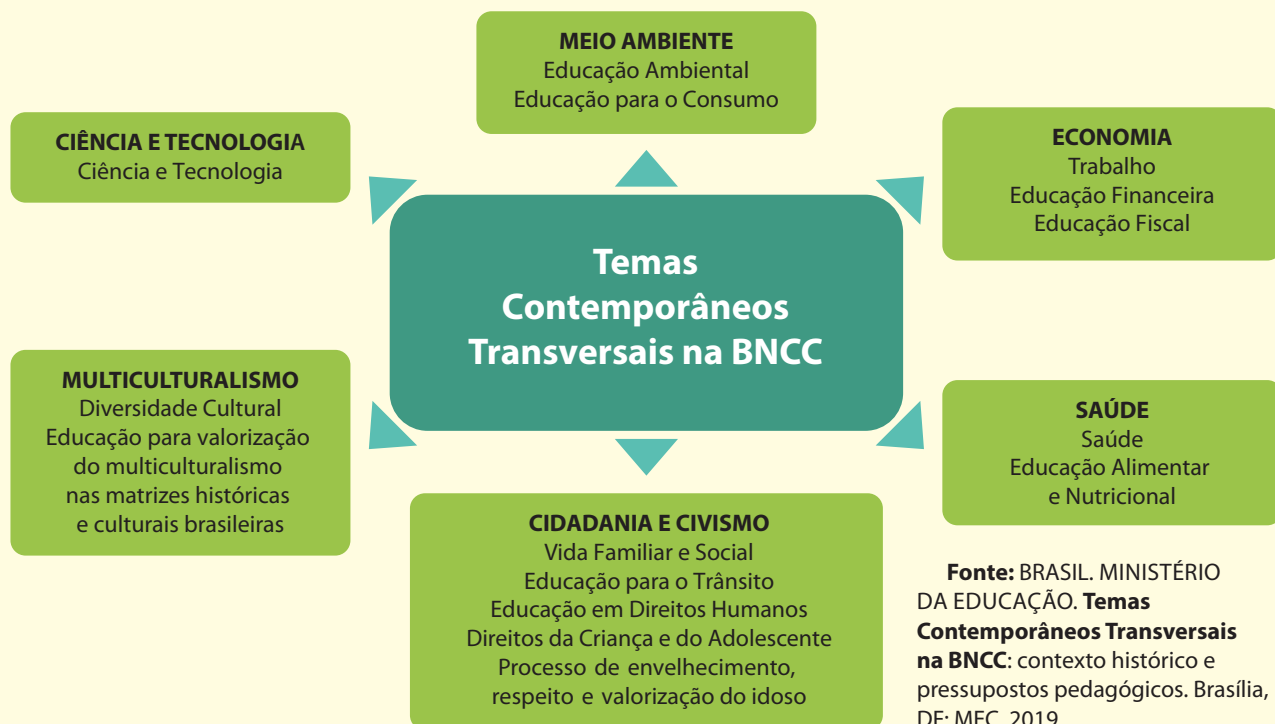 MEIO AMBIENTE
Educação Ambiental
Educação para o Consumo
CIÊNCIA E TECNOLOGIA
Ciência e Tecnologia
ECONOMIA
Trabalho
Educação Financeira
Educação Fiscal
Temas
Contemporâneos
Transversais na BNCC
MULTICULTURALISMO
Diversidade Cultural
Educação para valorização
do multiculturalismo
nas matrizes históricas
e culturais brasileiras
SAÚDE
Saúde
Educação Alimentar
e Nutricional
CIDADANIA E CIVISMO
Vida Familiar e Social
Educação para o Trânsito
Educação em Direitos Humanos
Direitos da Criança e do Adolescente
Processo de envelhecimento,
respeito e valorização do idoso
Fonte: BRASIL. MINISTÉRIO
DA EDUCAÇÃO. Temas
Contemporâneos Transversais
na BNCC: contexto histórico e
pressupostos pedagógicos. Brasília,
DF: MEC, 2019